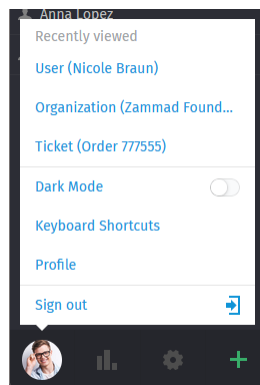 Anna Lopez
Recently viewed
User (Nicole Braun)
Organization (Zammad Found...
Ticket (Order 777555)
Dark Mode
Keyboard Shortcuts
Profile
Sign out